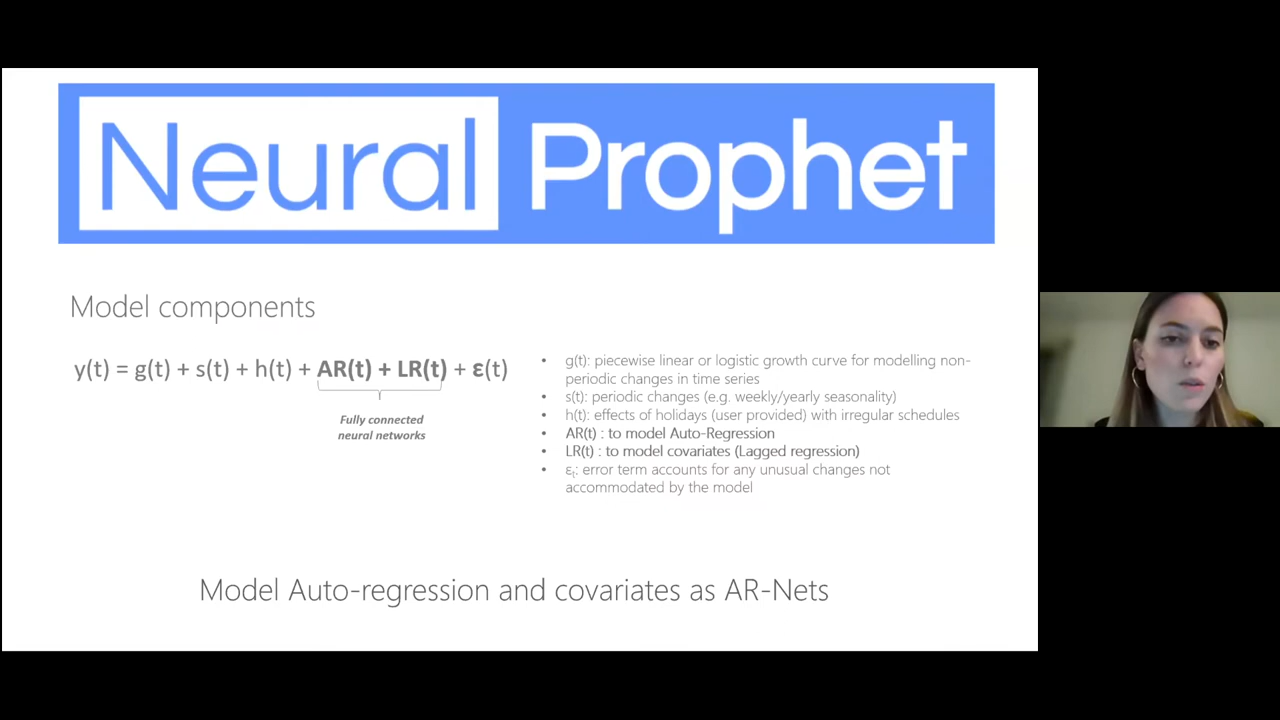 Neural Prophet
Model components
y(t) = g(t) + s(t) + h(t) + AR(t) + LR(t) + ε(t)
Fully connected
neural networks
• g(t): piecewise linear or logistic growth curve for modelling non-
periodic changes in time series
• s(t): periodic changes (e.g. weekly/yearly seasonality)
• h(t): effects of holidays (user provided) with irregular schedules
• AR(t) : to model Auto-Regression
• LR(t) : to model covariates (Lagged regression)
• εt: error term accounts for any unusual changes not
accommodated by the model
Model Auto-regression and covariates as AR-Nets